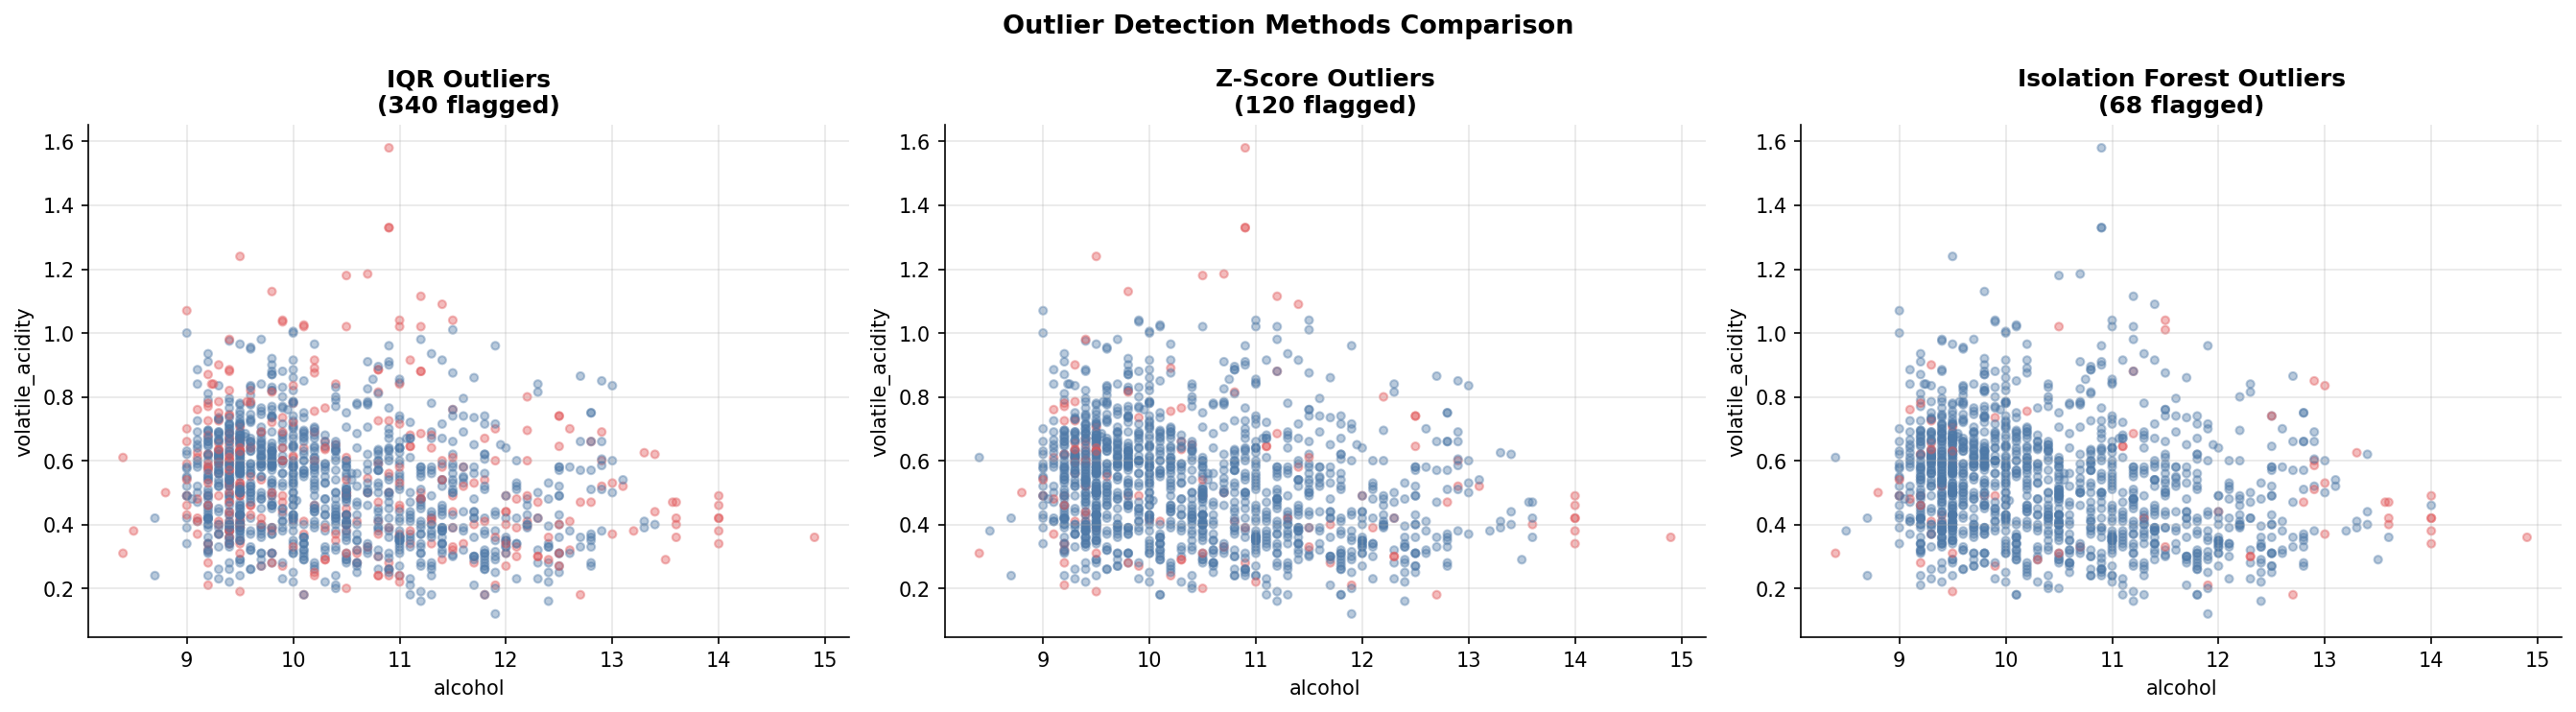 Outlier Detection Methods Comparison
IQR Outliers
(340 flagged)
1.6
1.4
1.2
1.0
0.8
0.6
0.4
0.2
volatile_acidity
9 10 11 12 13 14 15
alcohol
Z-Score Outliers
(120 flagged)
1.6
1.4
1.2
1.0
0.8
0.6
0.4
0.2
volatile_acidity
9 10 11 12 13 14 15
alcohol
Isolation Forest Outliers
(68 flagged)
1.6
1.4
1.2
1.0
0.8
0.6
0.4
0.2
volatile_acidity
9 10 11 12 13 14 15
alcohol